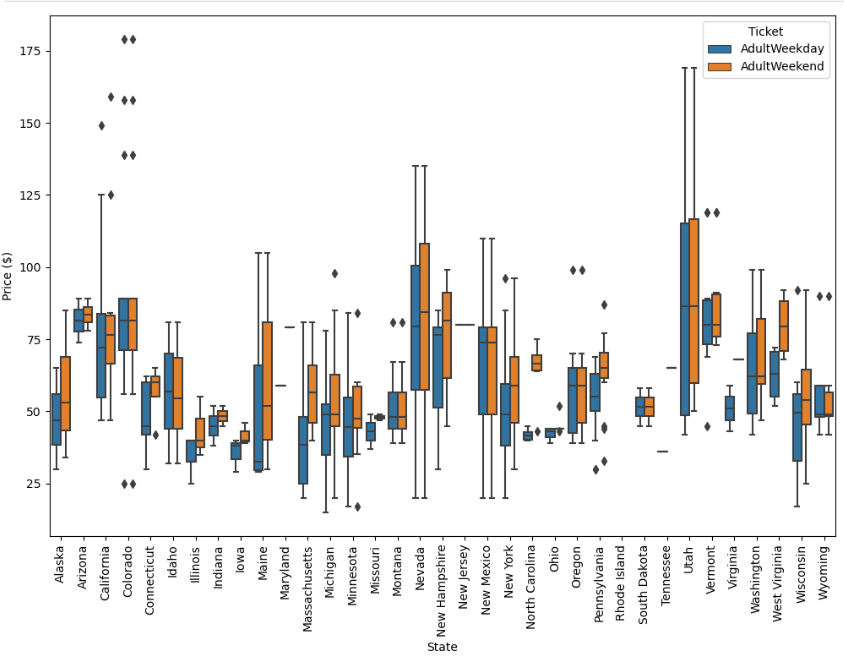 Ticket
AdultWeekday
AdultWeekend
175
150
125
100
75
50
25
Price ($)
Alaska
Arizona
California
Colorado
Connecticut
Idaho
Illinois
Indiana
Iowa
Maine
Maryland
Massachusetts
Michigan
Minnesota
Missouri
Montana
Nevada
New Hampshire
New Jersey
New Mexico
New York
North Carolina
Ohio
Oregon
Pennsylvania
Rhode Island
South Dakota
Tennessee
Utah
Vermont
Virginia
Washington
West Virginia
Wisconsin
Wyoming
State